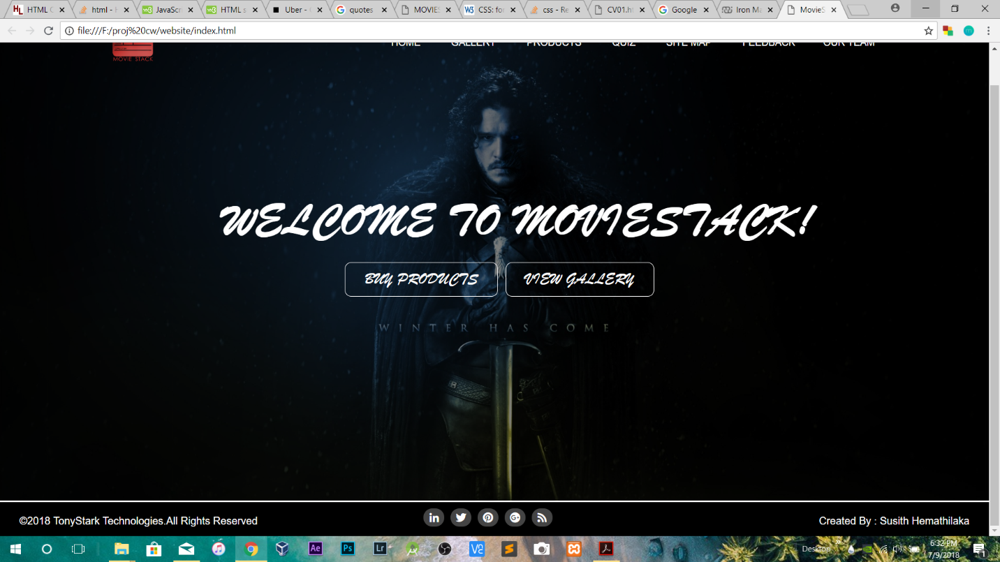 HTML C
html - H
JavaScri
HTML s
Uber - 
quotes
MOVIES
CSS: for
css - Re
CV01.ht
Google
Iron Ma
MovieS
file:///F:/proj%20cw/website/index.html
MOVIE STACK
HOME GALLERY PRODUCTS QUIZ SITE MAP FEEDBACK OUR TEAM
WELCOME TO MOVIESTACK!
BUY PRODUCTS VIEW GALLERY
WINTER HAS COME
©2018 TonyStark Technologies.All Rights Reserved
Created By : Susith Hemathilaka
Desktop
6:32 PM
7/9/2018